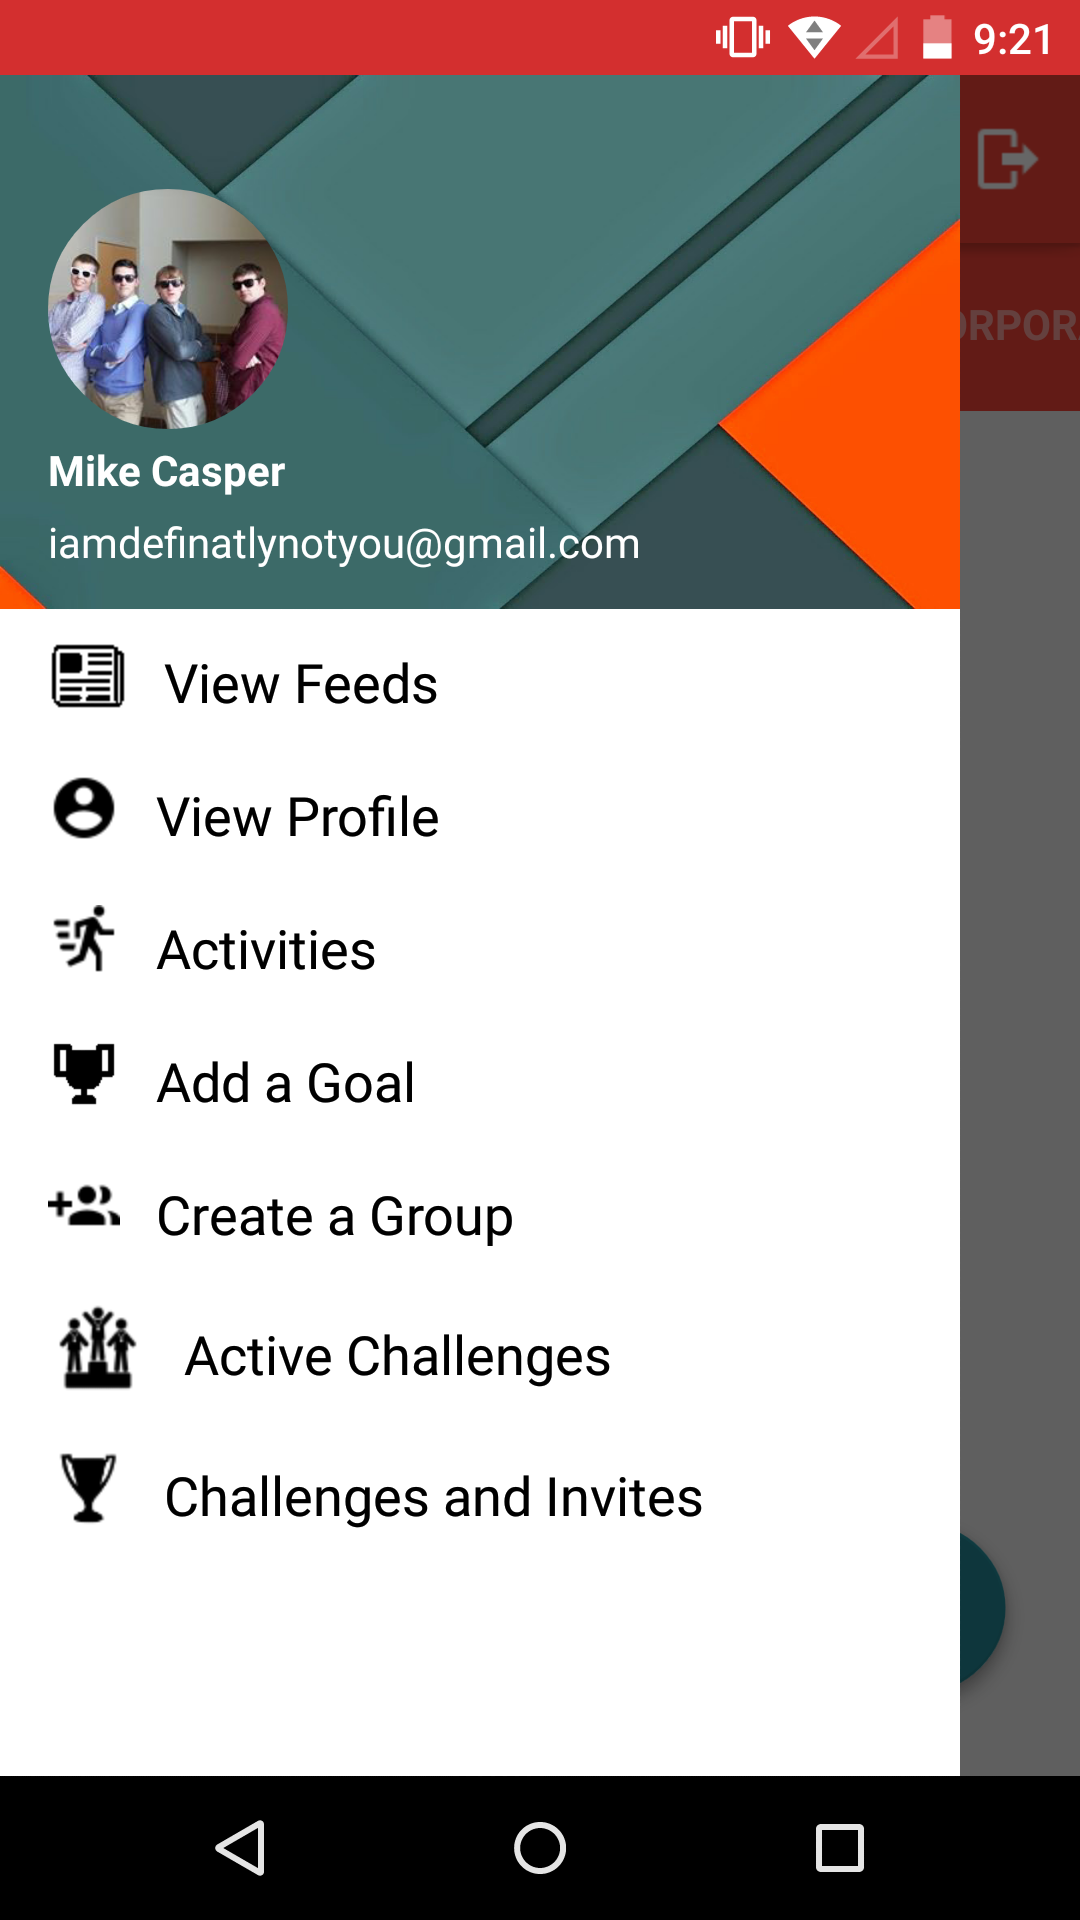 9:21
ORPOR
Mike Casper
iamdefinatlynotyou@gmail.com
View Feeds
View Profile
Activities
Add a Goal
Create a Group
Active Challenges
Challenges and Invites